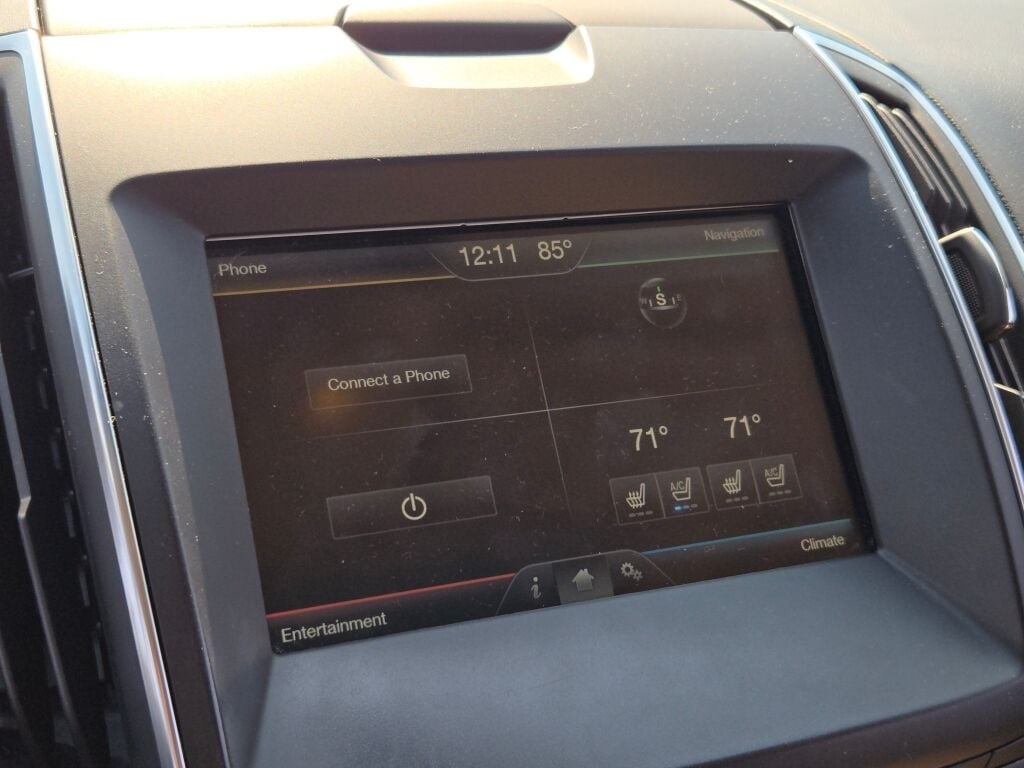 Phone
12:11 85°
Navigation
S
Connect a Phone
71° 71°
A/C A/C
i
Climate
Entertainment